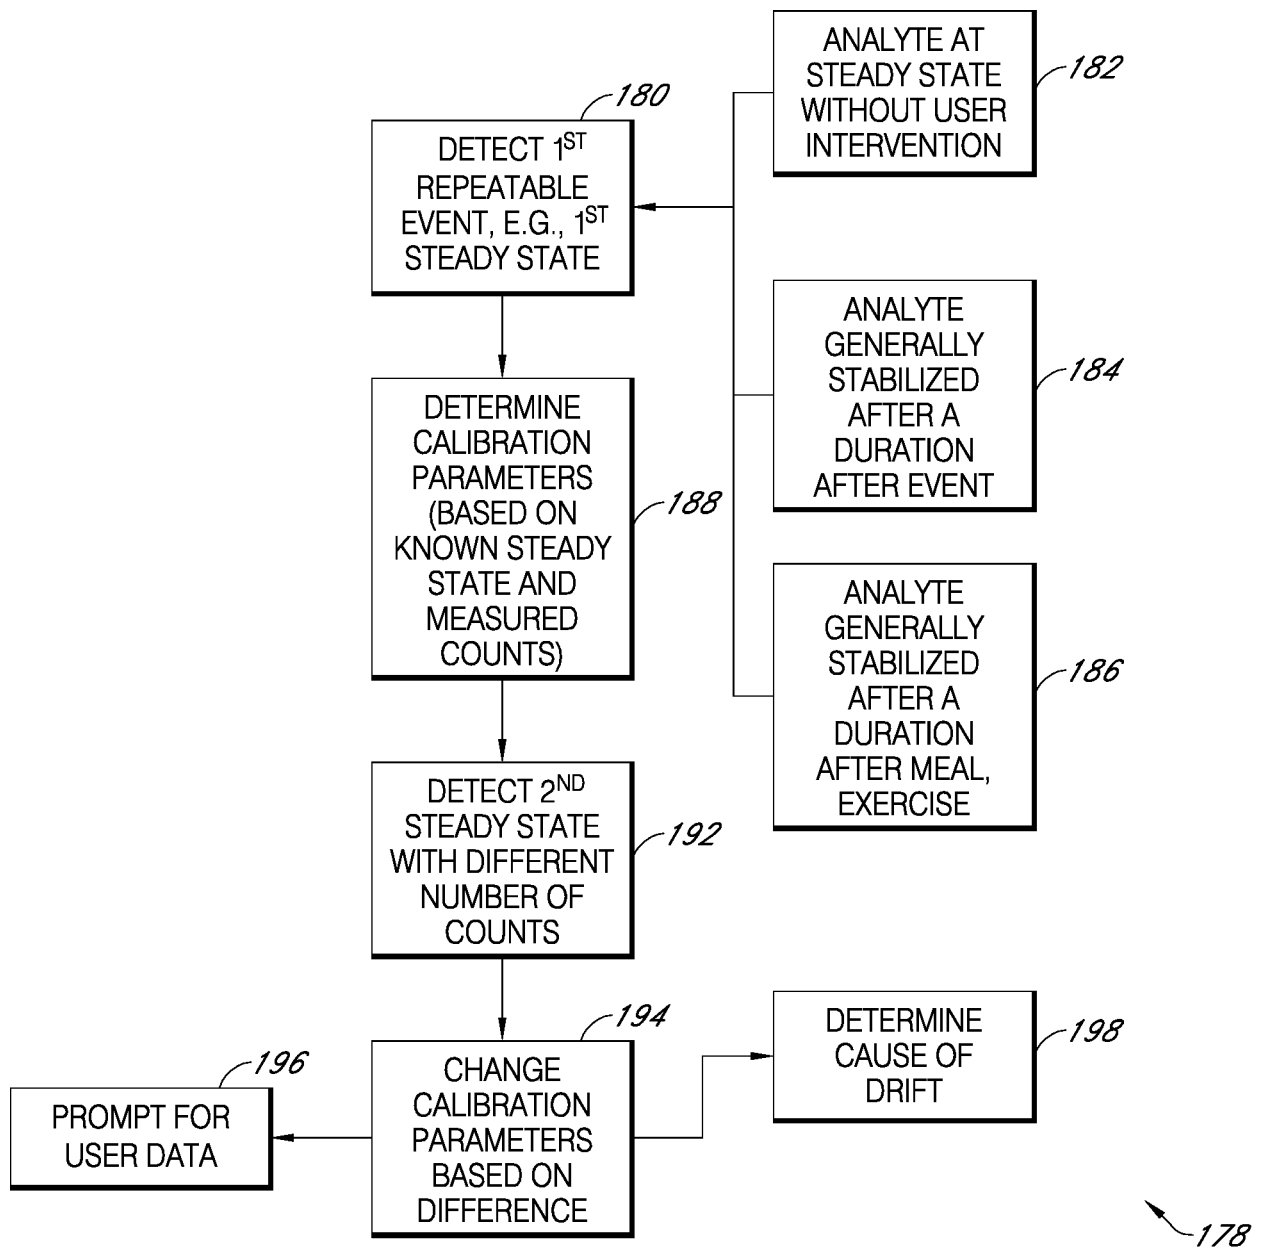 180
DETECT 1ST
REPEATABLE
EVENT, E.G., 1ST
STEADY STATE
182
ANALYTE AT
STEADY STATE
WITHOUT USER
INTERVENTION
184
ANALYTE
GENERALLY
STABILIZED
AFTER A
DURATION
AFTER EVENT
186
ANALYTE
GENERALLY
STABILIZED
AFTER A
DURATION
AFTER MEAL,
EXERCISE
188
DETERMINE
CALIBRATION
PARAMETERS
(BASED ON
KNOWN STEADY
STATE AND
MEASURED
COUNTS)
192
DETECT 2ND
STEADY STATE
WITH DIFFERENT
NUMBER OF
COUNTS
194
CHANGE
CALIBRATION
PARAMETERS
BASED ON
DIFFERENCE
196
PROMPT FOR
USER DATA
198
DETERMINE
CAUSE OF
DRIFT
178